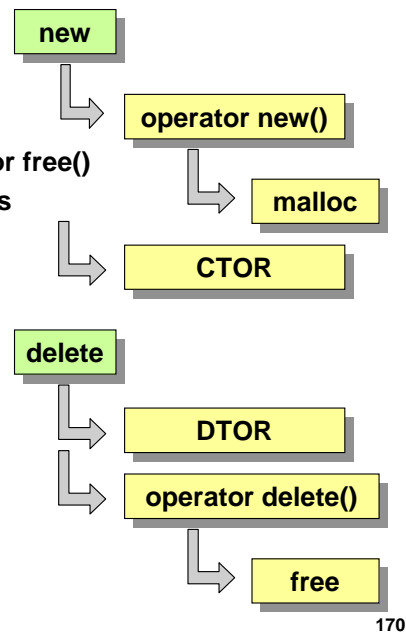 new
operator new()
or free()
s
malloc
CTOR
delete
DTOR
operator delete()
free
170